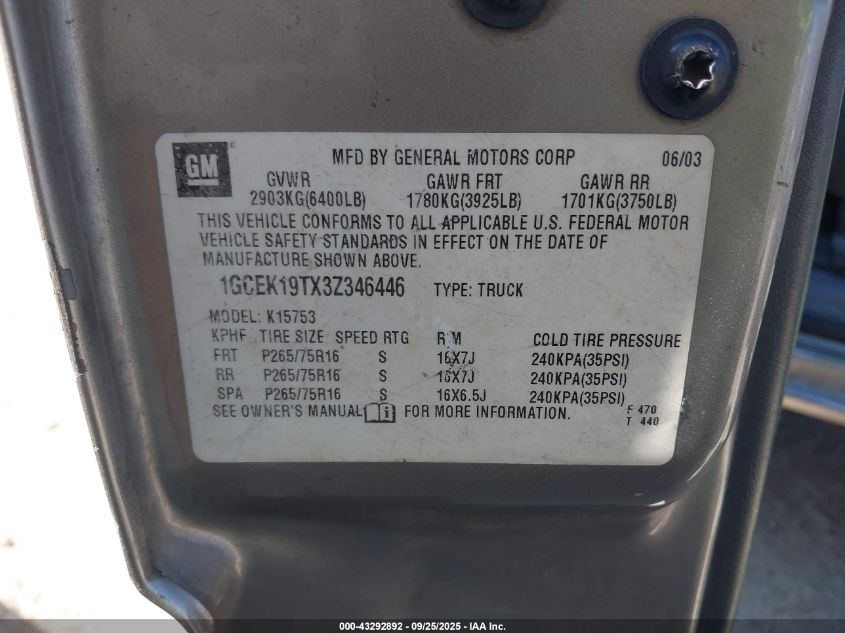 GM
MFD BY GENERAL MOTORS CORP 06/03
GVWR GAWR FRT GAWR RR
2903KG(6400LB) 1780KG(3925LB) 1701KG(3750LB)
THIS VEHICLE CONFORMS TO ALL APPLICABLE U.S. FEDERAL MOTOR
VEHICLE SAFETY STANDARDS IN EFFECT ON THE DATE OF
MANUFACTURE SHOWN ABOVE.
1GCEK19TX3Z346446 TYPE: TRUCK
MODEL: K15753
KPHF TIRE SIZE SPEED RTG RIM COLD TIRE PRESSURE
FRT P265/75R16 S 16X7J 240KPA(35PSI)
RR P265/75R16 S 16X7J 240KPA(35PSI)
SPA P265/75R16 S 16X6.5J 240KPA(35PSI)
SEE OWNER'S MANUAL i FOR MORE INFORMATION. F 470
T 440
000-43292892 - 09/25/2025 - IAA Inc.